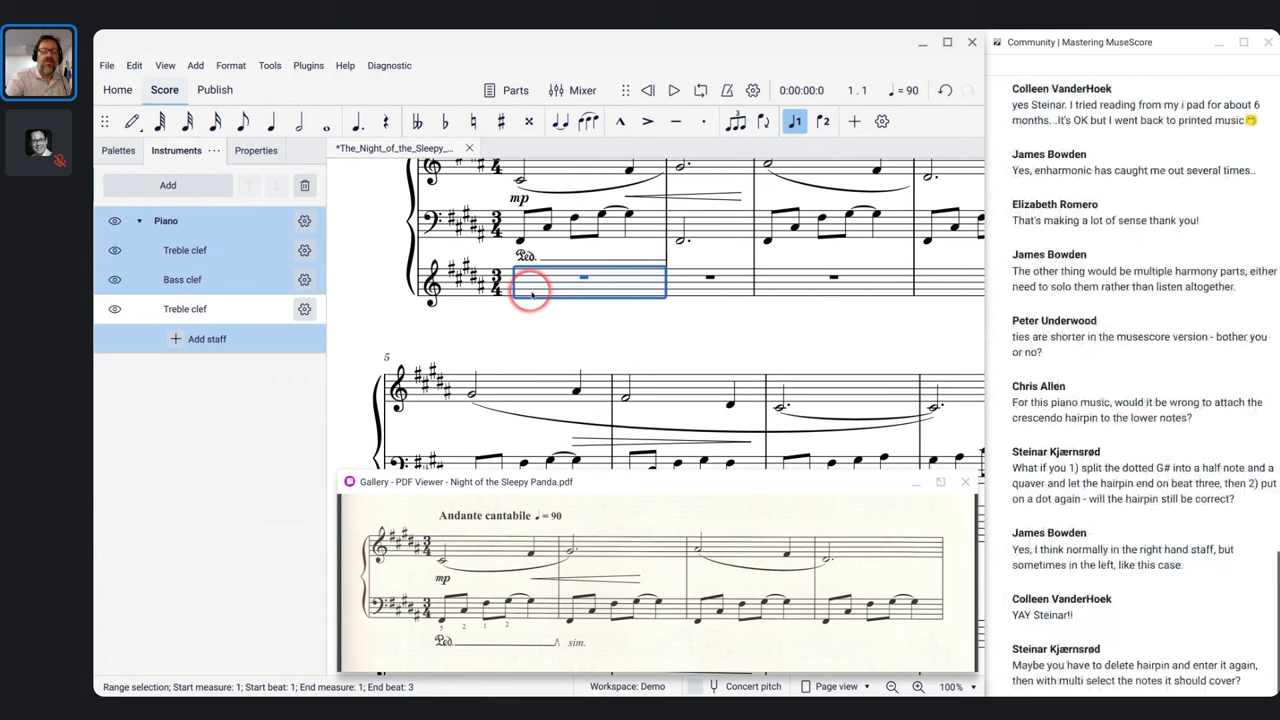 Community | Mastering MuseScore
File Edit View Add Format Tools Plugins Help Diagnostic
Home Score Publish
Parts Mixer 0:00:00:0 1 . 1 = 90
Palettes Instruments Properties
*The_Night_of_the_Sleepy_...
Add
Piano
Treble clef
Bass clef
Treble clef
Add staff
mp
Ped.
5
Gallery - PDF Viewer - Night of the Sleepy Panda.pdf
Andante cantabile = 90
mp
5 2 1 2
Ped. sim.
Range selection; Start measure: 1; Start beat: 1; End measure: 1; End beat: 3
Workspace: Demo
Concert pitch
Page view
100%
Colleen VanderHoek
yes Steinar. I tried reading from my i pad for about 6
months...It's OK but I went back to printed music🤭
James Bowden
Yes, enharmonic has caught me out several times..
Elizabeth Romero
That's making a lot of sense thank you!
James Bowden
The other thing would be multiple harmony parts, either
need to solo them rather than listen altogether.
Peter Underwood
ties are shorter in the musescore version - bother you
or no?
Chris Allen
For this piano music, would it be wrong to attach the
crescendo hairpin to the lower notes?
Steinar Kjærnsrød
What if you 1) split the dotted G# into a half note and a
quaver and let the hairpin end on beat three, then 2) put
on a dot again - will the hairpin still be correct?
James Bowden
Yes, I think normally in the right hand staff, but
sometimes in the left, like this case.
Colleen VanderHoek
YAY Steinar!!
Steinar Kjærnsrød
Maybe you have to delete hairpin and enter it again,
then with multi select the notes it should cover?